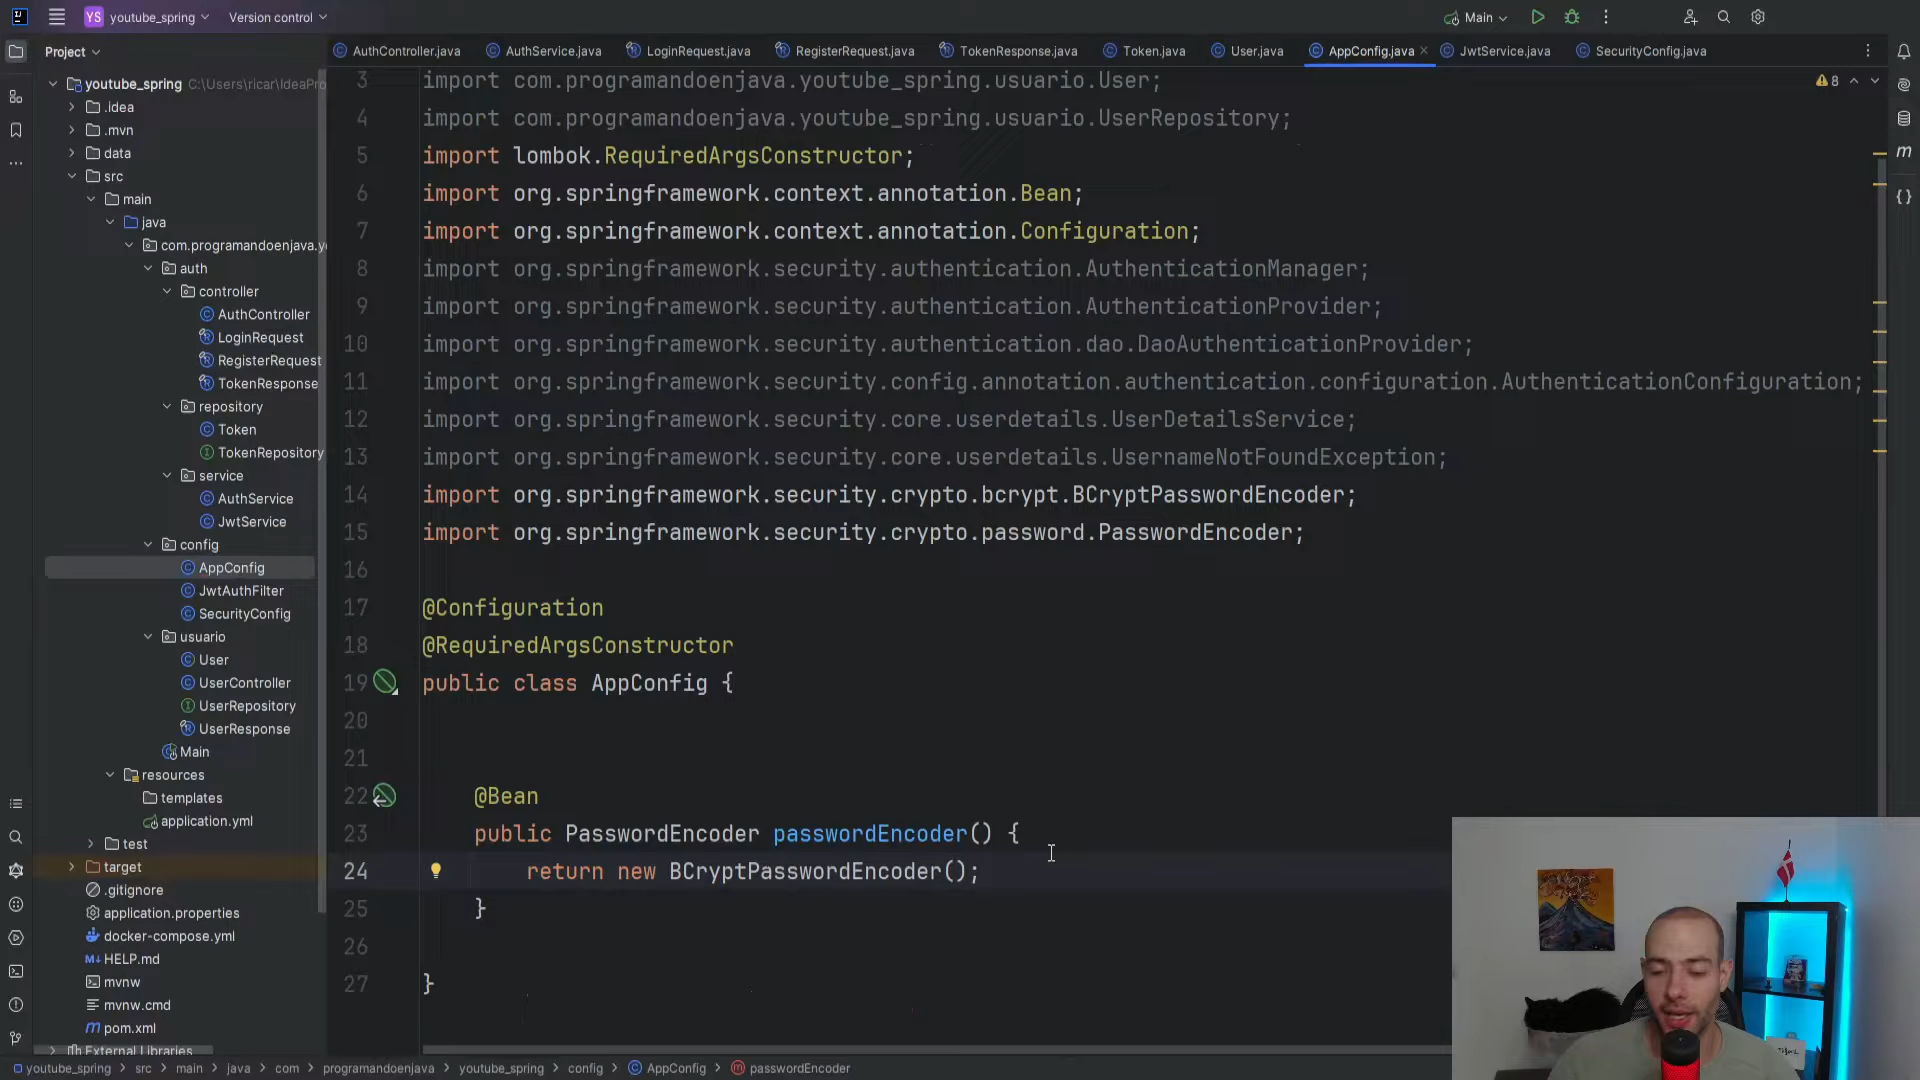 YS youtube_spring Version control Main
Project
AuthController.java AuthService.java LoginRequest.java RegisterRequest.java TokenResponse.java Token.java User.java AppConfig.java JwtService.java SecurityConfig.java
youtube_spring C:\Users\ricar\IdeaPro
.idea
.mvn
data
src
main
java
com.programandoenjava.yo
auth
controller
AuthController
LoginRequest
RegisterRequest
TokenResponse
repository
Token
TokenRepository
service
AuthService
JwtService
config
AppConfig
JwtAuthFilter
SecurityConfig
usuario
User
UserController
UserRepository
UserResponse
Main
resources
templates
application.yml
test
target
.gitignore
application.properties
docker-compose.yml
HELP.md
mvnw
mvnw.cmd
pom.xml
External Libraries
8
3 import com.programandoenjava.youtube_spring.usuario.User;
4 import com.programandoenjava.youtube_spring.usuario.UserRepository;
5 import lombok.RequiredArgsConstructor;
6 import org.springframework.context.annotation.Bean;
7 import org.springframework.context.annotation.Configuration;
8 import org.springframework.security.authentication.AuthenticationManager;
9 import org.springframework.security.authentication.AuthenticationProvider;
10 import org.springframework.security.authentication.dao.DaoAuthenticationProvider;
11 import org.springframework.security.config.annotation.authentication.configuration.AuthenticationConfiguration;
12 import org.springframework.security.core.userdetails.UserDetailsService;
13 import org.springframework.security.core.userdetails.UsernameNotFoundException;
14 import org.springframework.security.crypto.bcrypt.BCryptPasswordEncoder;
15 import org.springframework.security.crypto.password.PasswordEncoder;
16
17 @Configuration
18 @RequiredArgsConstructor
19 public class AppConfig {
20
21
22 @Bean
23 public PasswordEncoder passwordEncoder() {
24 return new BCryptPasswordEncoder();
25 }
26
27 }
youtube_spring > src > main > java > com > programandoenjava > youtube_spring > config > AppConfig > passwordEncoder